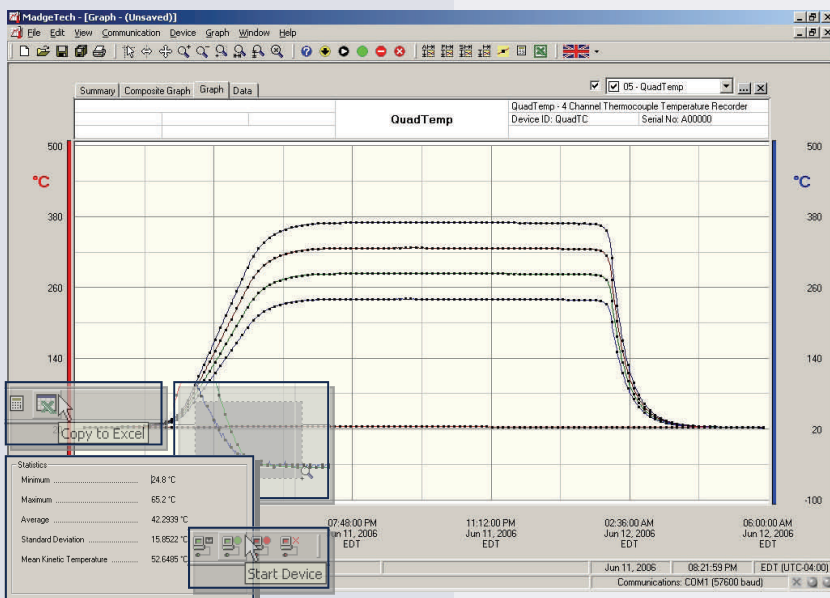 MadgeTech - [Graph - (Unsaved)]
File Edit View Communication Device Graph Window Help
Summary Composite Graph Graph Data
05 - QuadTemp
QuadTemp
QuadTemp - 4 Channel Thermocouple Temperature Recorder
Device ID: QuadTC Serial No: A00000
500 500
°C °C
380 380
260 260
140 140
20
-100
Copy to Excel
Statistics
Minimum 24.8 °C
Maximum 65.2 °C
Average 42.2939 °C
Standard Deviation 15.8522 °C
Mean Kinetic Temperature 52.6485 °C
Start Device
07:48:00 PM 11:12:00 PM 02:36:00 AM 06:00:00 AM
Jun 11, 2006 Jun 11, 2006 Jun 12, 2006 Jun 12, 2006
EDT EDT EDT EDT
Jun 11, 2006 08:21:59 PM EDT (UTC-04:00)
Communications: COM1 (57600 baud)